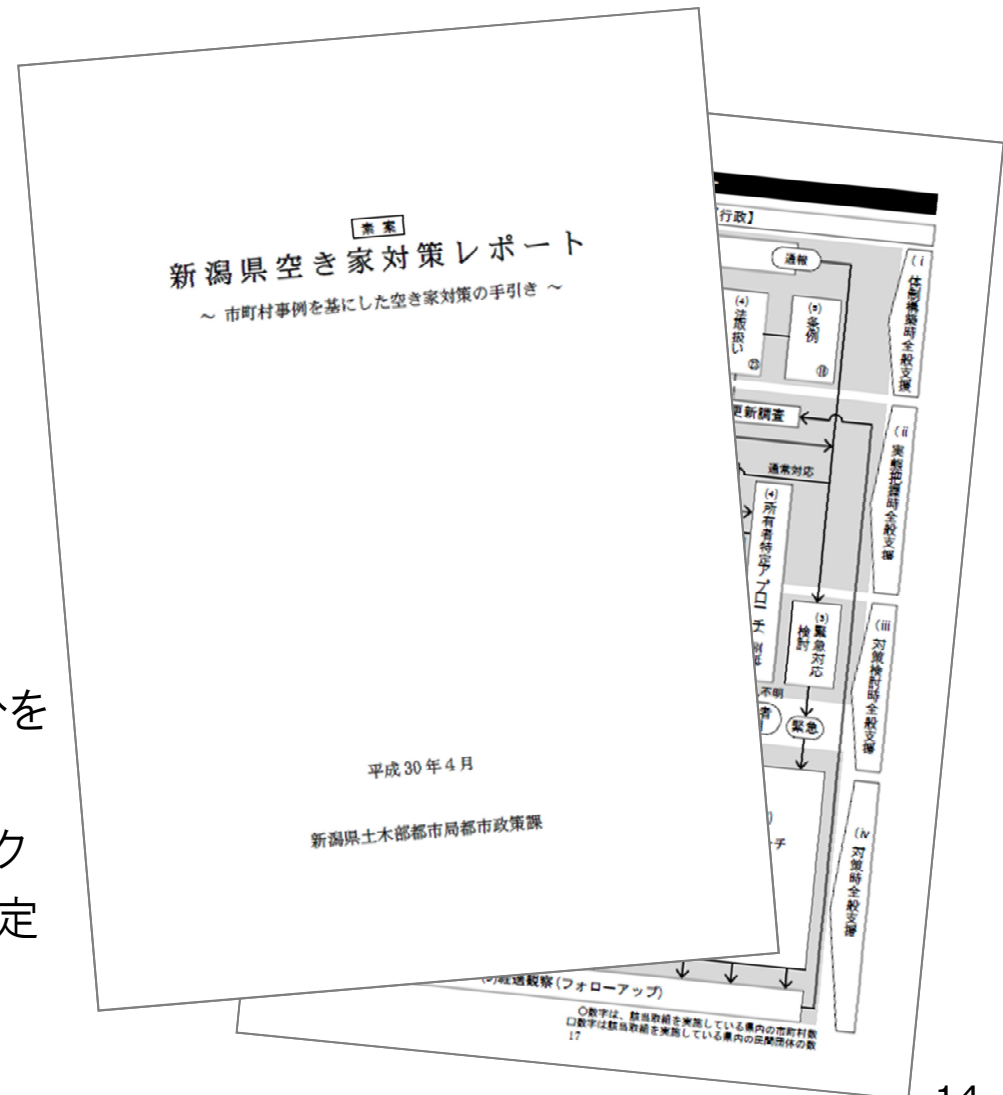 素案
新潟県空き家対策レポート
～ 市町村事例を基にした空き家対策の手引き ～
平成30年4月
新潟県土木部都市局都市政策課
行政】
通報
(4)法取扱い ㉓
(5)条例 ⑱
(ⅰ 体制構築時全般支援
更新調査
(ⅱ 実態把握時全般支援
通常対応
(4)所有者特定アプローチ
(5)緊急対応検討
(ⅲ 対策検討時全般支援
不明
者
緊急
チ
(ⅳ 対策時全般支援
経過観察(フォローアップ)
○数字は、該当取組を実施している県内の市町村数
口数字は該当取組を実施している県内の民間団体の数
17
を
ク
定
14